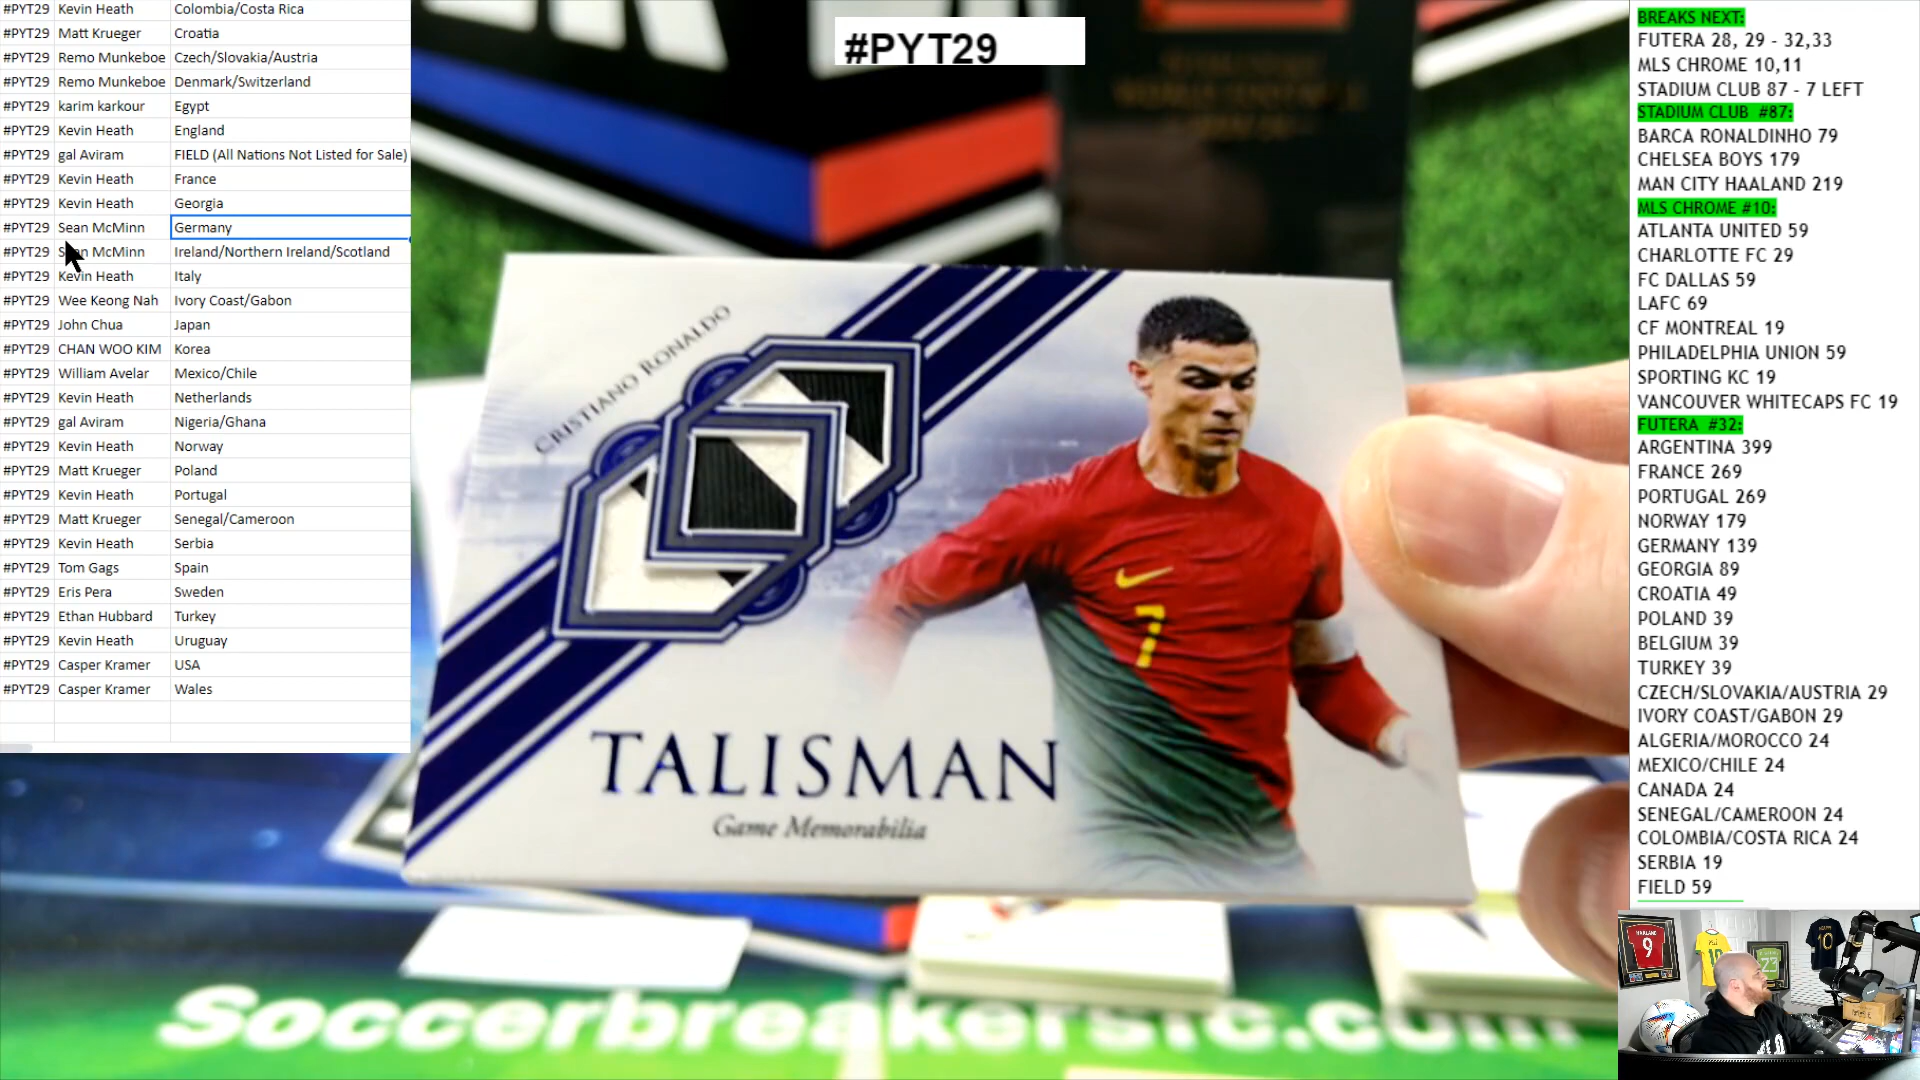 #PYT29 Kevin Heath Colombia/Costa Rica
#PYT29 Matt Krueger Croatia
#PYT29 Remo Munkeboe Czech/Slovakia/Austria
#PYT29 Remo Munkeboe Denmark/Switzerland
#PYT29 karim karkour Egypt
#PYT29 Kevin Heath England
#PYT29 gal Aviram FIELD (All Nations Not Listed for Sale)
#PYT29 Kevin Heath France
#PYT29 Kevin Heath Georgia
#PYT29 Sean McMinn Germany
#PYT29 Sean McMinn Ireland/Northern Ireland/Scotland
#PYT29 Kevin Heath Italy
#PYT29 Wee Keong Nah Ivory Coast/Gabon
#PYT29 John Chua Japan
#PYT29 CHAN WOO KIM Korea
#PYT29 William Avelar Mexico/Chile
#PYT29 Kevin Heath Netherlands
#PYT29 gal Aviram Nigeria/Ghana
#PYT29 Kevin Heath Norway
#PYT29 Matt Krueger Poland
#PYT29 Kevin Heath Portugal
#PYT29 Matt Krueger Senegal/Cameroon
#PYT29 Kevin Heath Serbia
#PYT29 Tom Gags Spain
#PYT29 Eris Pera Sweden
#PYT29 Ethan Hubbard Turkey
#PYT29 Kevin Heath Uruguay
#PYT29 Casper Kramer USA
#PYT29 Casper Kramer Wales
#PYT29
CRISTIANO RONALDO
7
TALISMAN
Game Memorabilia
Soccerbreakersllc.com
BREAKS NEXT:
FUTERA 28, 29 - 32,33
MLS CHROME 10,11
STADIUM CLUB 87 - 7 LEFT
STADIUM CLUB #87:
BARCA RONALDINHO 79
CHELSEA BOYS 179
MAN CITY HAALAND 219
MLS CHROME #10:
ATLANTA UNITED 59
CHARLOTTE FC 29
FC DALLAS 59
LAFC 69
CF MONTREAL 19
PHILADELPHIA UNION 59
SPORTING KC 19
VANCOUVER WHITECAPS FC 19
FUTERA #32:
ARGENTINA 399
FRANCE 269
PORTUGAL 269
NORWAY 179
GERMANY 139
GEORGIA 89
CROATIA 49
POLAND 39
BELGIUM 39
TURKEY 39
CZECH/SLOVAKIA/AUSTRIA 29
IVORY COAST/GABON 29
ALGERIA/MOROCCO 24
MEXICO/CHILE 24
CANADA 24
SENEGAL/CAMEROON 24
COLOMBIA/COSTA RICA 24
SERBIA 19
FIELD 59
HAALAND
9
10
23
10